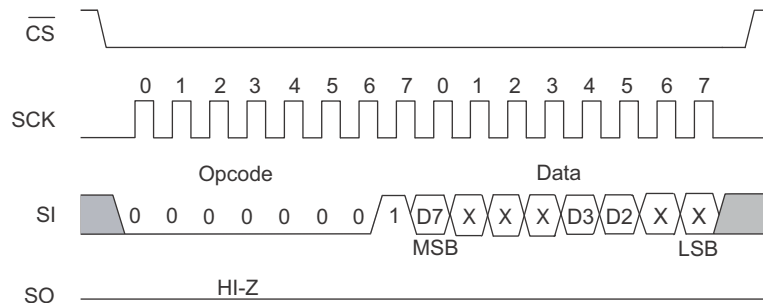 CS
0 1 2 3 4 5 6 7 0 1 2 3 4 5 6 7
SCK
Opcode Data
SI 0 0 0 0 0 0 0 1 D7 X X X D3 D2 X X
MSB LSB
HI-Z
SO